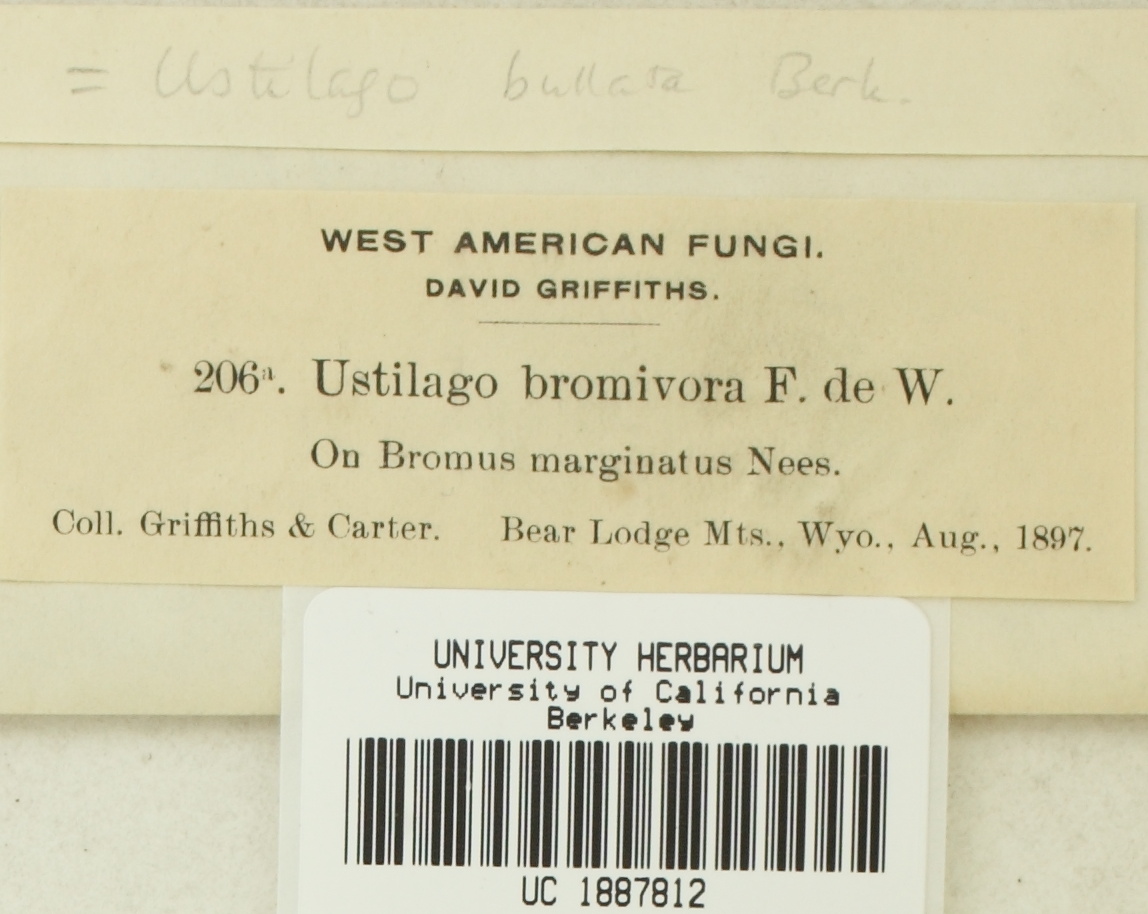 = Ustilago bullata Berk.
WEST AMERICAN FUNGI.
DAVID GRIFFITHS.
206ᵃ. Ustilago bromivora F. de W.
On Bromus marginatus Nees.
Coll. Griffiths & Carter. Bear Lodge Mts., Wyo., Aug., 1897.
UNIVERSITY HERBARIUM
University of California
Berkeley
UC 1887812